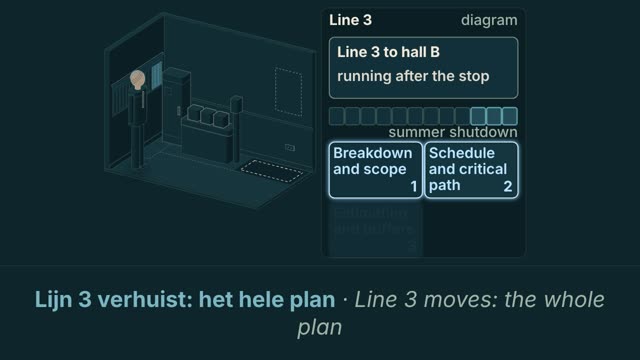 Line 3 diagram
Line 3 to hall B
running after the stop
summer shutdown
Breakdown
and scope
1
Schedule
and critical
path 2
Lijn 3 verhuist: het hele plan · Line 3 moves: the whole
plan